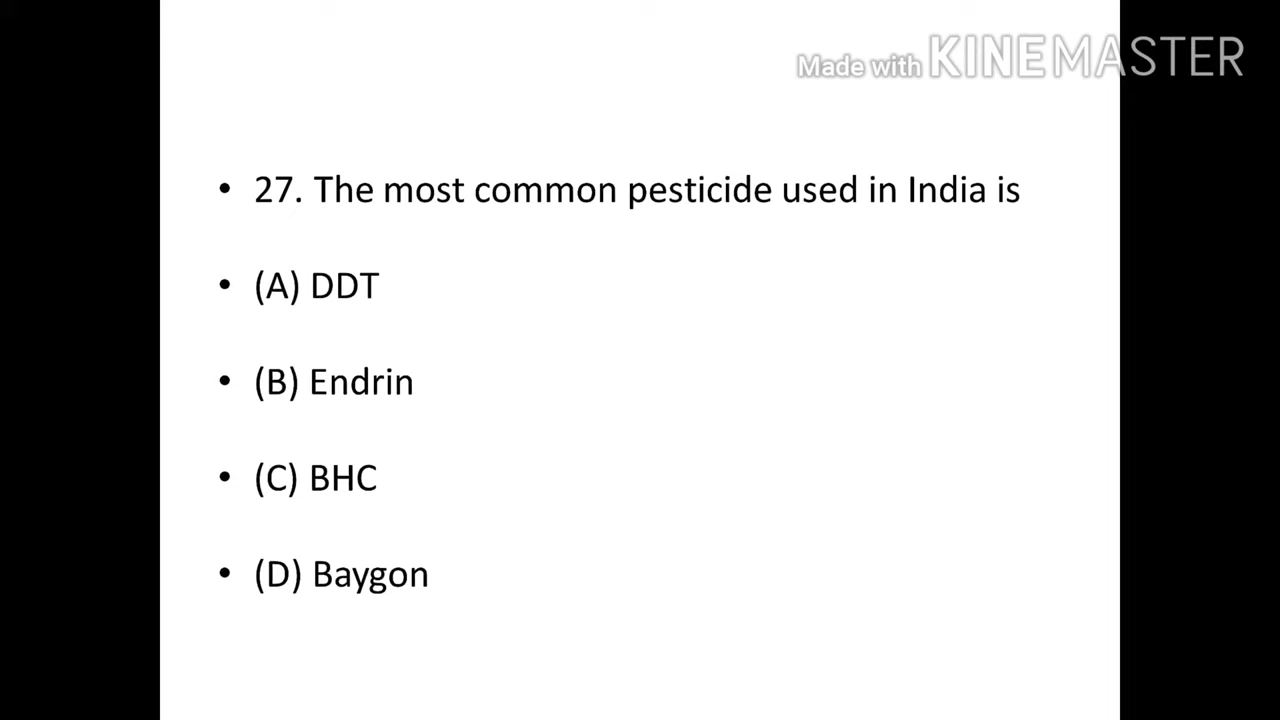 Made with KINEMASTER
• 27. The most common pesticide used in India is
• (A) DDT
• (B) Endrin
• (C) BHC
• (D) Baygon